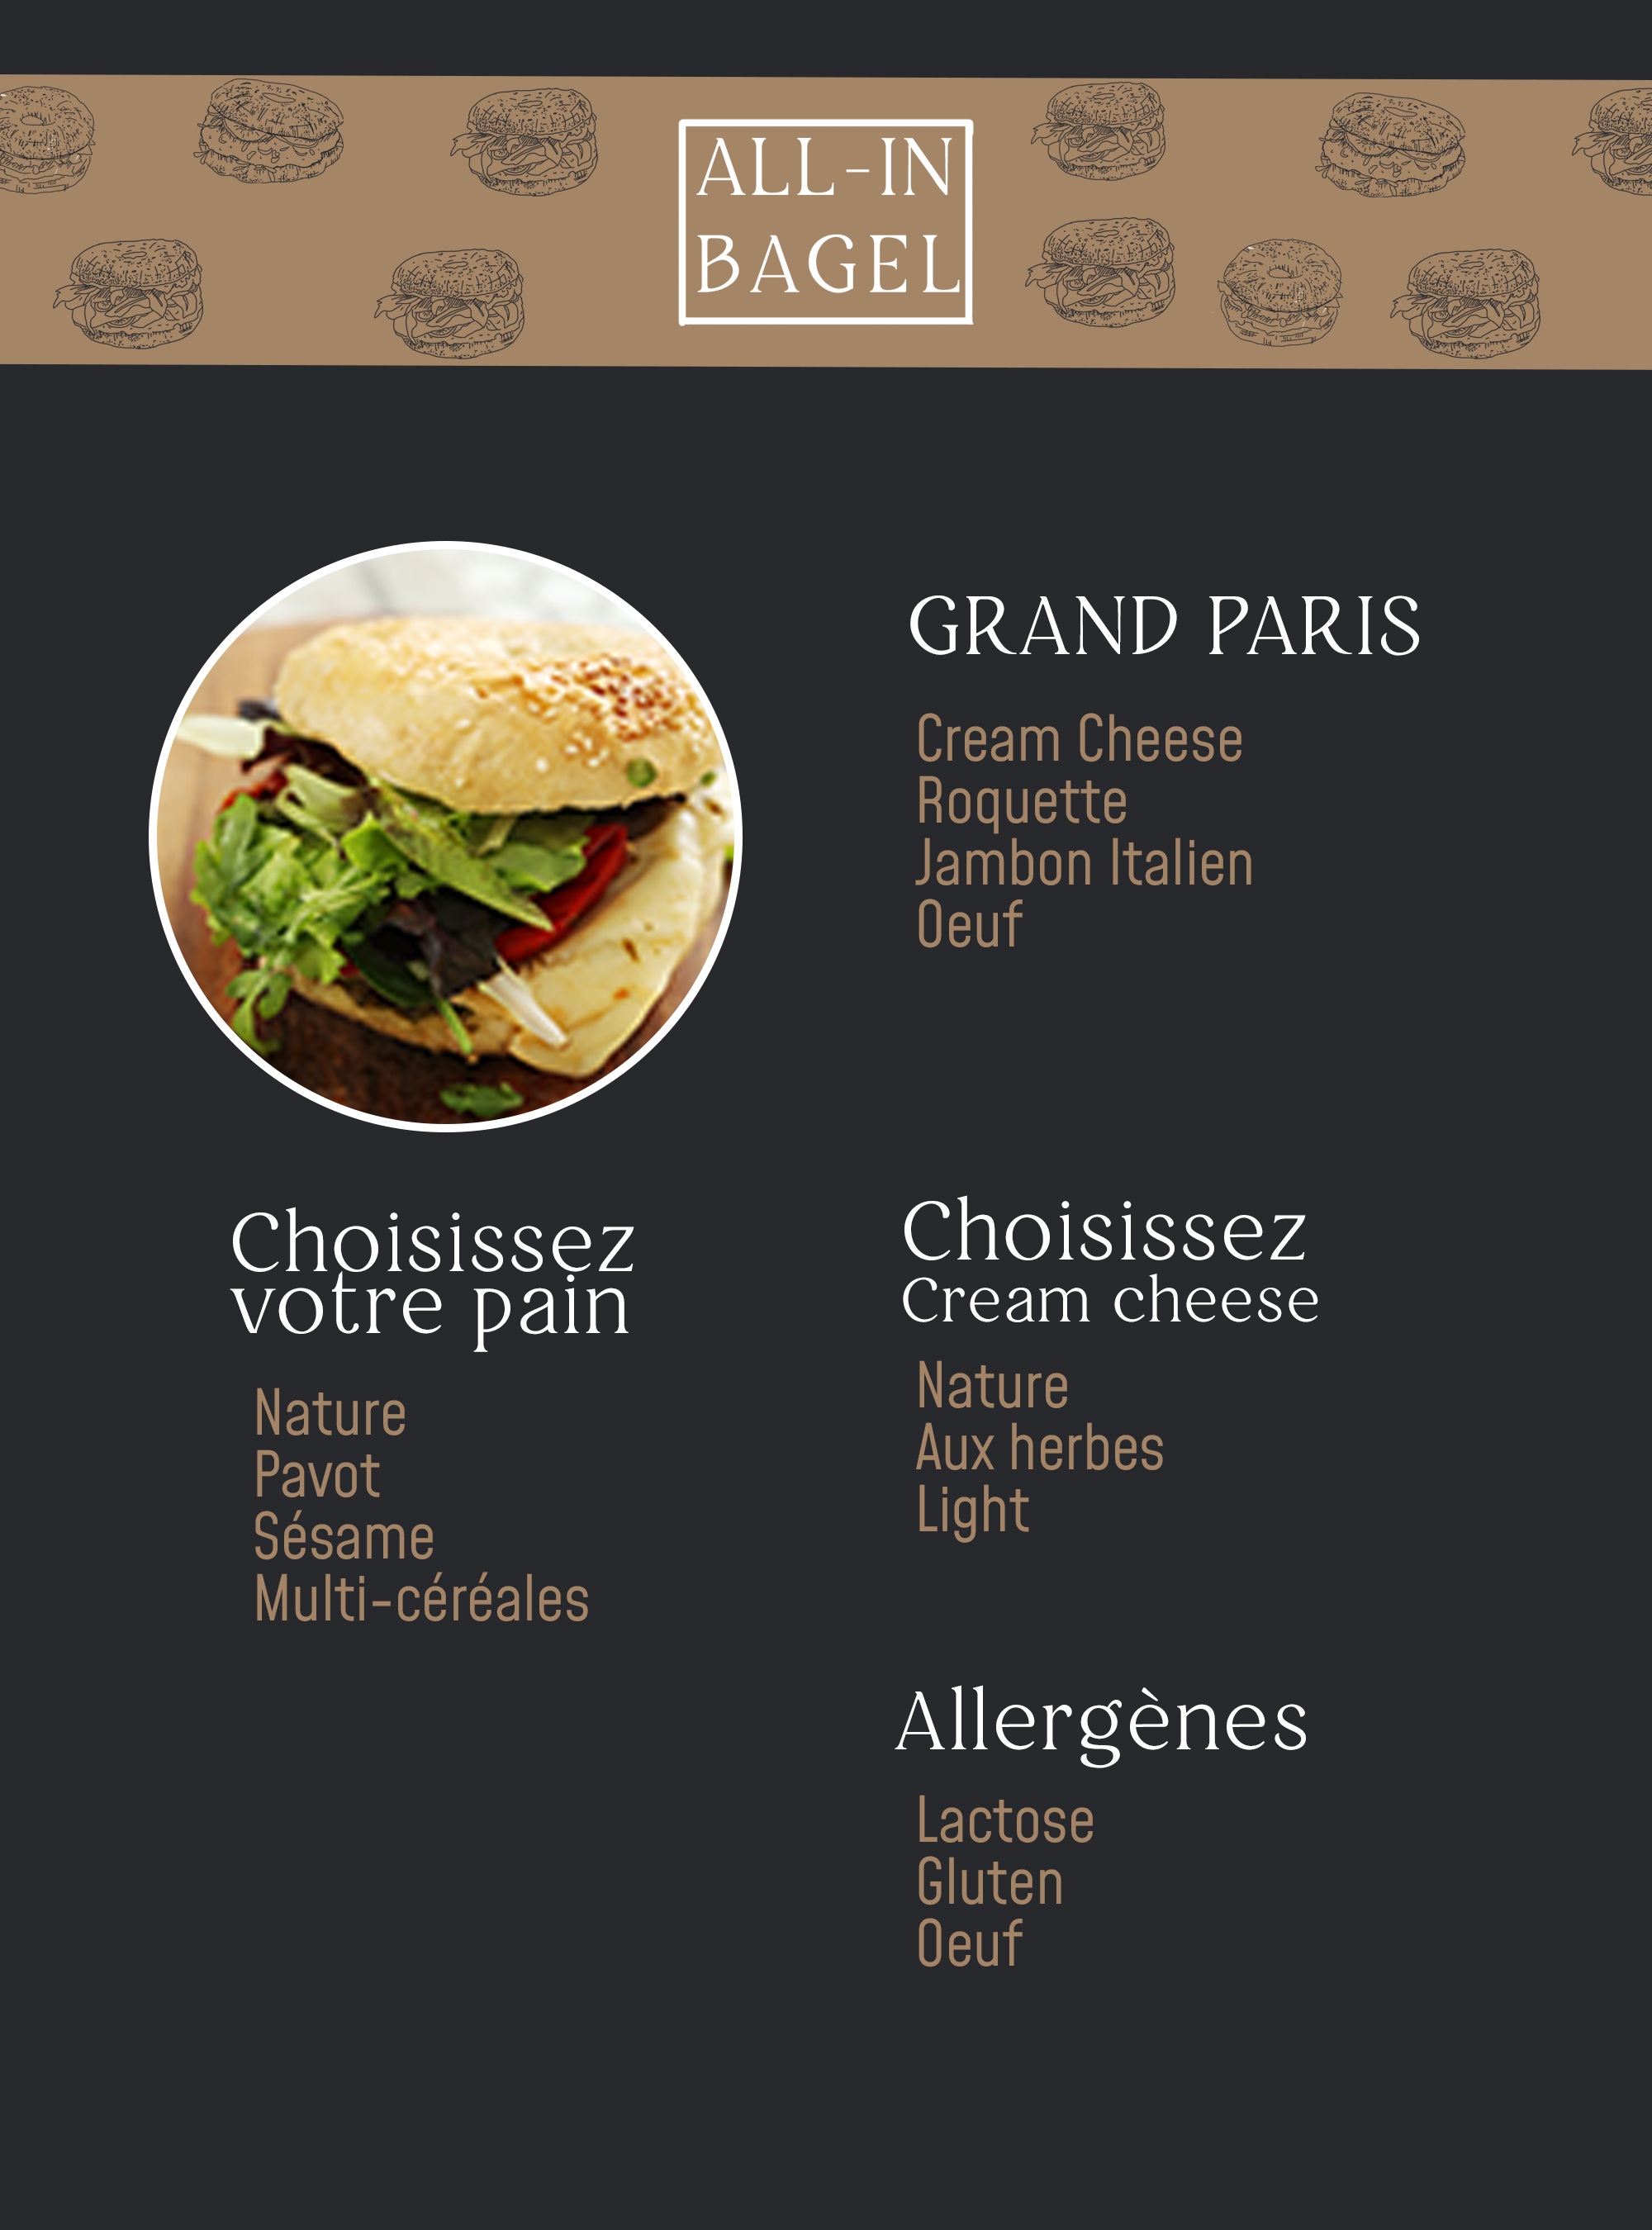 ALL-IN
BAGEL
GRAND PARIS
Cream Cheese
Roquette
Jambon Italien
Oeuf
Choisissez
votre pain
Nature
Pavot
Sésame
Multi-céréales
Choisissez
Cream cheese
Nature
Aux herbes
Light
Allergènes
Lactose
Gluten
Oeuf